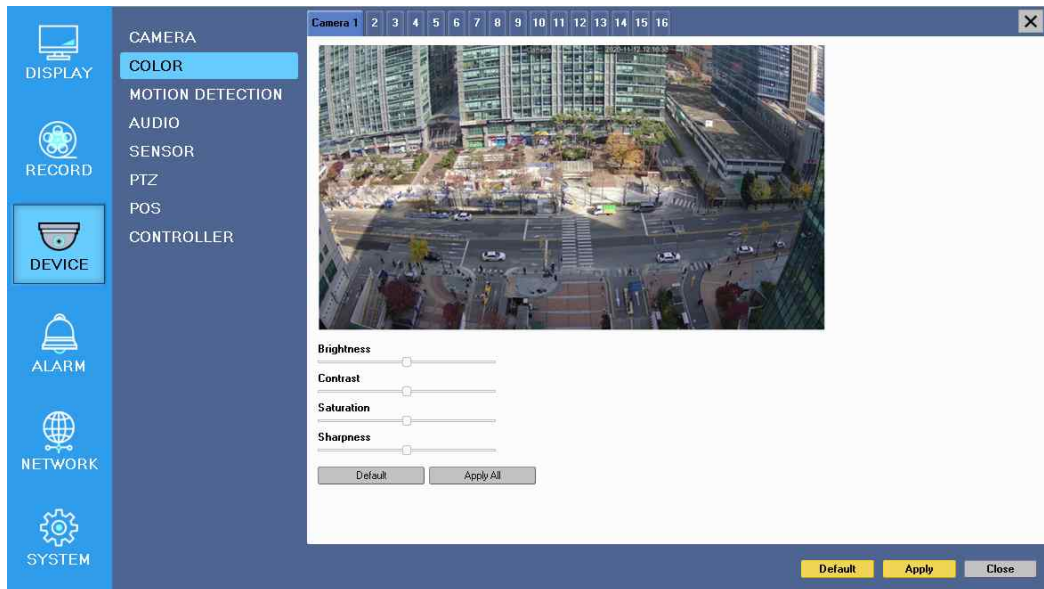 DISPLAY
RECORD
DEVICE
ALARM
NETWORK
SYSTEM
CAMERA
COLOR
MOTION DETECTION
AUDIO
SENSOR
PTZ
POS
CONTROLLER
Camera 1 2 3 4 5 6 7 8 9 10 11 12 13 14 15 16
Brightness
Contrast
Saturation
Sharpness
Default Apply All
Default Apply Close